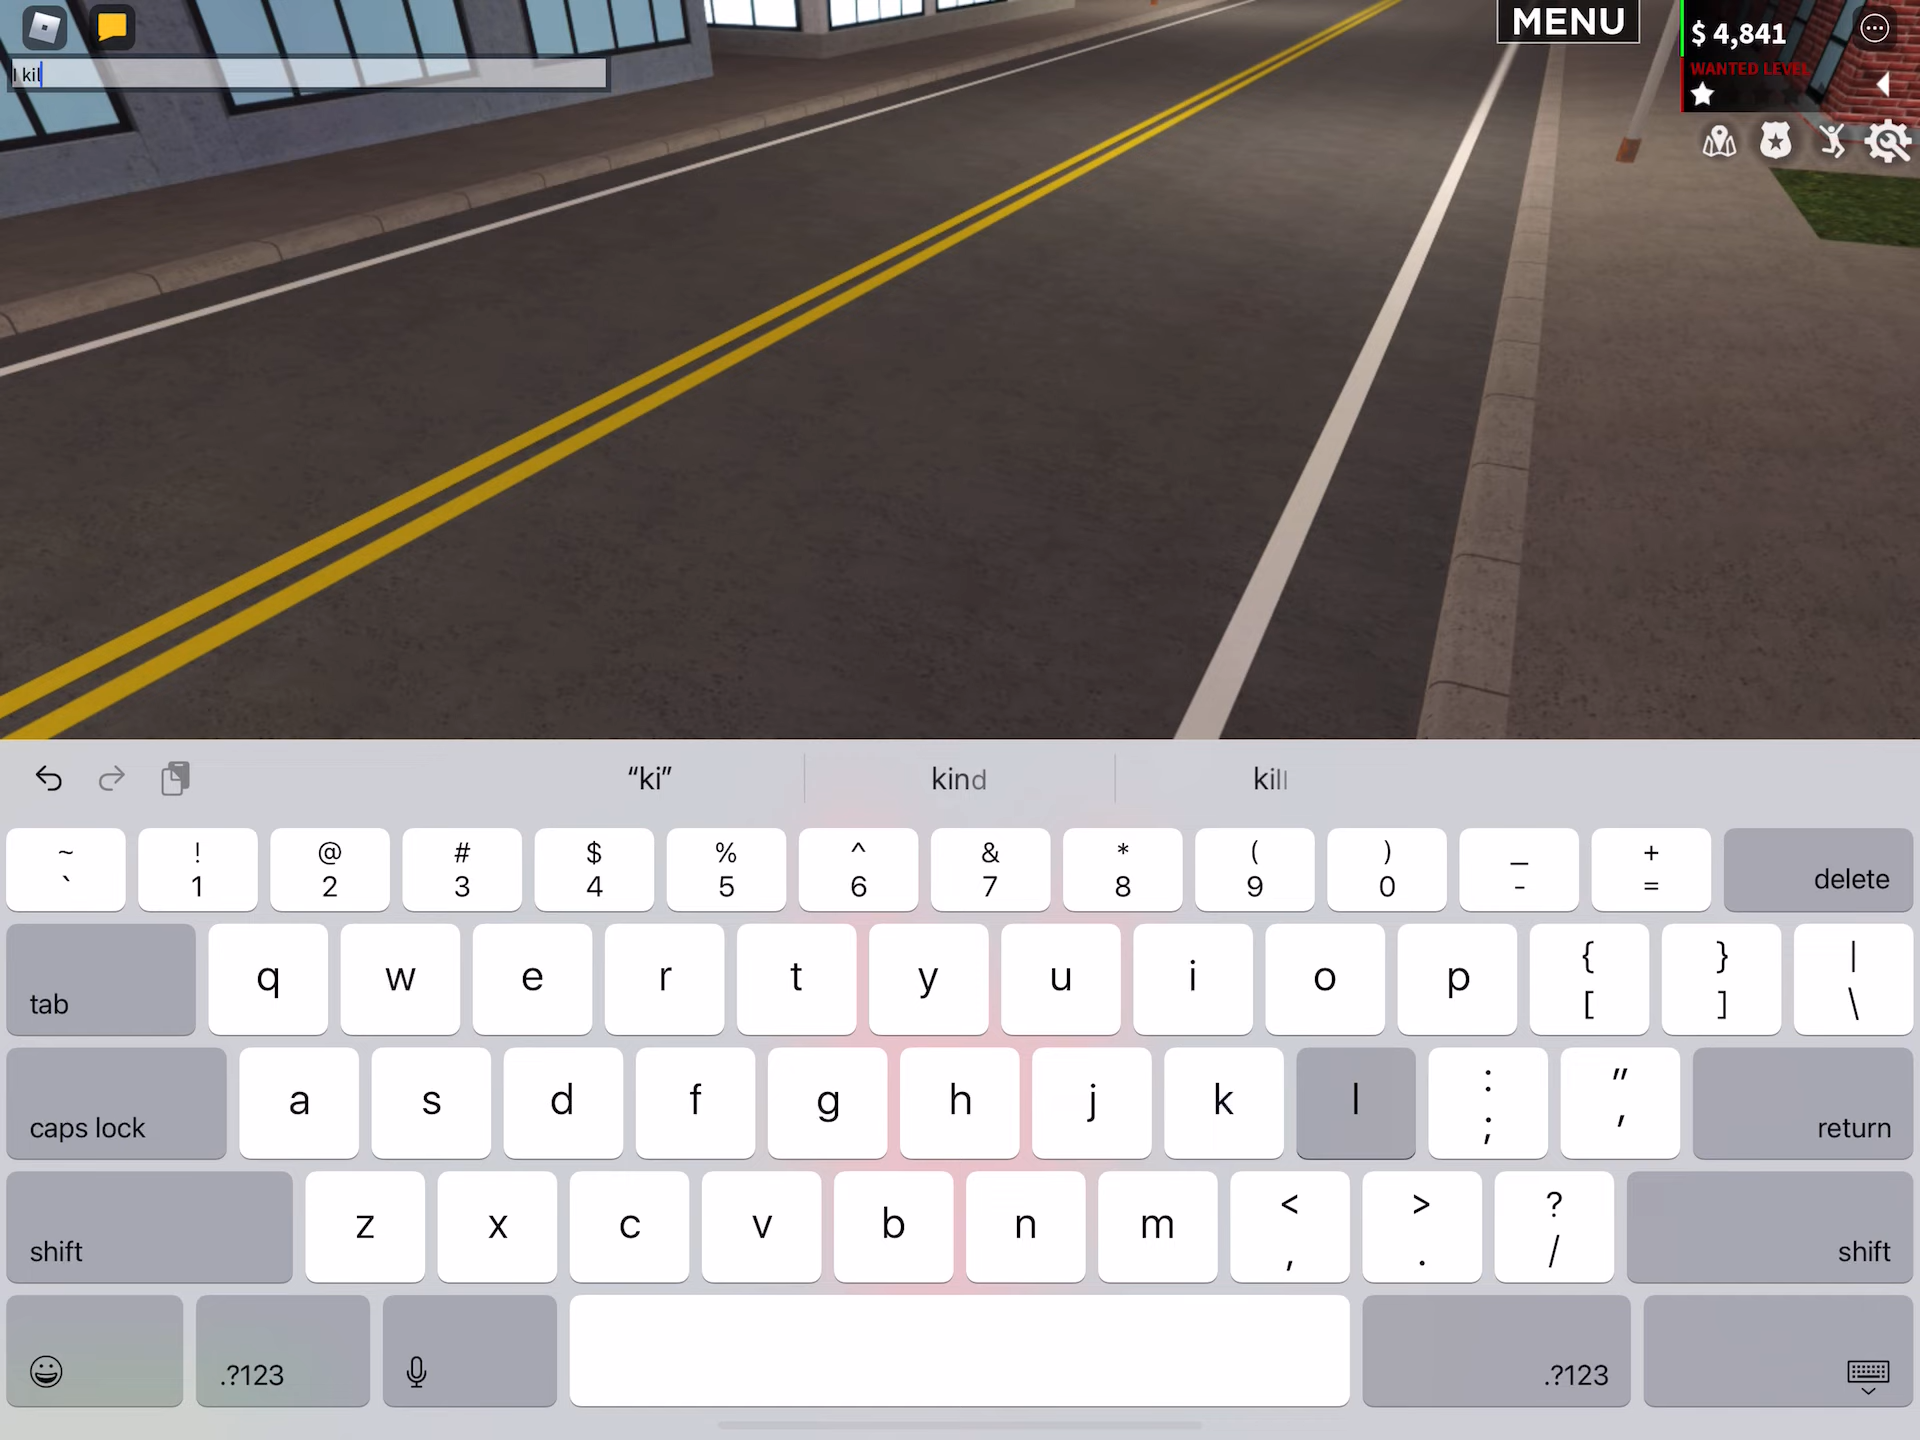 MENU
$ 4,841
WANTED LEVEL
I kil
“ki” kind kill
~ ! @ # $ % ^ & * ( ) _ +
` 1 2 3 4 5 6 7 8 9 0 - = delete
tab q w e r t y u i o p { [ } ] | \
caps lock a s d f g h j k l : ; " ' return
shift z x c v b n m < , > . ? / shift
.?123 .?123